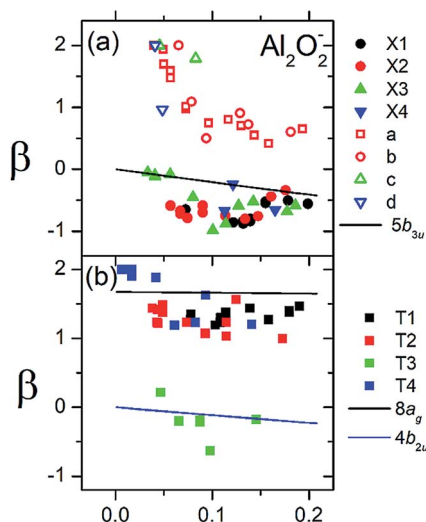 (a) Al₂O₂⁻
2
1
0
-1
β
X1
X2
X3
X4
a
b
c
d
5b₃ᵤ
(b)
2
1
0
-1
β
T1
T2
T3
T4
8a_g
4b₂ᵤ
0.0 0.1 0.2